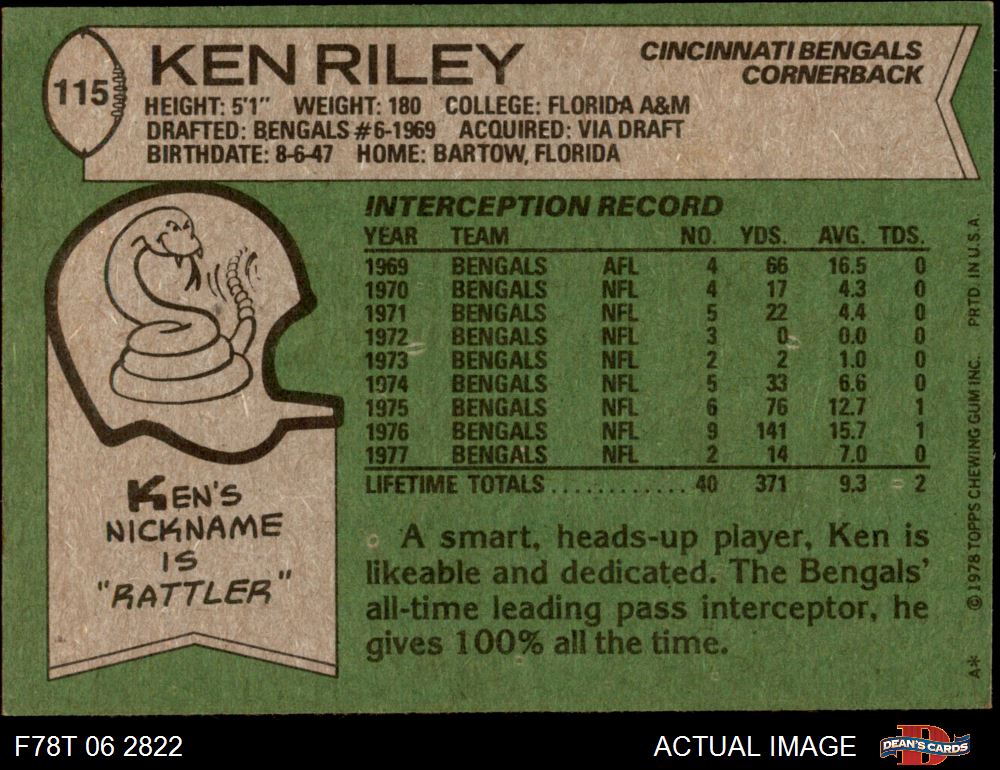 115
KEN RILEY
CINCINNATI BENGALS
CORNERBACK
HEIGHT: 5'1" WEIGHT: 180 COLLEGE: FLORIDA A&M
DRAFTED: BENGALS #6-1969 ACQUIRED: VIA DRAFT
BIRTHDATE: 8-6-47 HOME: BARTOW, FLORIDA
INTERCEPTION RECORD
YEAR TEAM NO. YDS. AVG. TDS.
1969 BENGALS AFL 4 66 16.5 0
1970 BENGALS NFL 4 17 4.3 0
1971 BENGALS NFL 5 22 4.4 0
1972 BENGALS NFL 3 0 0.0 0
1973 BENGALS NFL 2 2 1.0 0
1974 BENGALS NFL 5 33 6.6 0
1975 BENGALS NFL 6 76 12.7 1
1976 BENGALS NFL 9 141 15.7 1
1977 BENGALS NFL 2 14 7.0 0
LIFETIME TOTALS............ 40 371 9.3 2
KEN'S
NICKNAME
IS
"RATTLER"
A smart, heads-up player, Ken is
likeable and dedicated. The Bengals'
all-time leading pass interceptor, he
gives 100% all the time.
A* © 1978 TOPPS CHEWING GUM INC. PRTD. IN U.S.A.
F78T 06 2822
ACTUAL IMAGE
DEAN'S CARDS